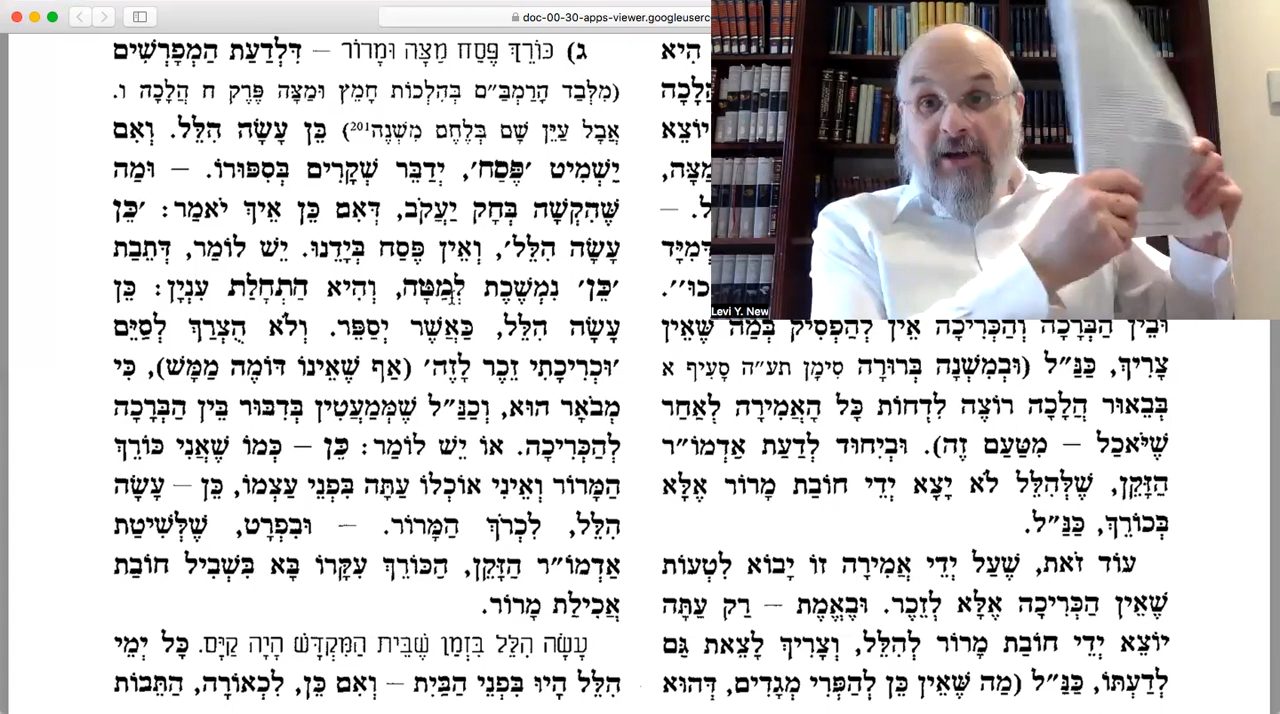 doc-00-30-apps-viewer.googleuserco
Levi Y. New
הִיא
הֲלָכָה
יוֹצֵא
דְּמִיָּד
וּבֵין הַבְּרָכָה וְהַכְּרִיכָה אֵין לְהַפְסִיק בְּמַה שֶּׁאֵין
צָרִיךְ, כַּנַּ״ל (וּבְמִשְׁנָה בְּרוּרָה סִימָן תע״ה סָעִיף א
בְּבֵאוּר הֲלָכָה רוֹצֶה לִדְחוֹת כָּל הָאֲמִירָה לְאַחַר
שֶׁיֹּאכַל – מִטַּעַם זֶה). וּבְיִחוּד לְדַעַת אַדְמוֹ״ר
הַזָּקֵן, שֶׁלְּהִלֵּל לֹא יָצָא יְדֵי חוֹבַת מָרוֹר אֶלָּא
בְּכוֹרֵךְ, כַּנַּ״ל.
עוֹד זֹאת, שֶׁעַל יְדֵי אֲמִירָה זוֹ יָבוֹא לִטְעוֹת
שֶׁאֵין הַכְּרִיכָה אֶלָּא לְזֵכֶר. וּבֶאֱמֶת – רַק עַתָּה
יוֹצֵא יְדֵי חוֹבַת מָרוֹר לְהִלֵּל, וְצָרִיךְ לָצֵאת גַּם
לְדַעְתּוֹ, כַּנַּ״ל (מַה שֶּׁאֵין כֵּן לְהַפְּרִי מְגָדִים, דְּהוּא
ג) כּוֹרֵךְ פֶּסַח מַצָּה וּמָרוֹר – דִּלְדַעַת הַמְפָרְשִׁים
(מִלְּבַד הָרַמְבַּ״ם בְּהִלְכוֹת חָמֵץ וּמַצָּה פֶּרֶק ח הֲלָכָה ו.
אֲבָל עַיֵּן שָׁם בְּלֶחֶם מִשְׁנֶה201) כֵּן עָשָׂה הִלֵּל. וְאִם
יַשְׁמִיט ׳פֶּסַח׳, יְדַבֵּר שְׁקָרִים בְּסִפּוּרוֹ. – וּמַה
שֶּׁהִקְשָׁה בְּחֹק יַעֲקֹב, דְּאִם כֵּן אֵיךְ יֹאמַר: ׳כֵּן
עָשָׂה הִלֵּל׳, וְאֵין פֶּסַח בְּיָדֵנוּ. יֵשׁ לוֹמַר, דְּתֵבַת
׳כֵּן׳ נִמְשֶׁכֶת לְמַטָּה, וְהִיא הַתְחָלַת עִנְיָן: כֵּן
עָשָׂה הִלֵּל, כַּאֲשֶׁר יְסַפֵּר. וְלֹא הֻצְרַךְ לְסַיֵּם
׳וּכְרִיכָתִי זֵכֶר לָזֶה׳ (אַף שֶׁאֵינוֹ דּוֹמֶה מַמָּשׁ), כִּי
מְבֹאָר הוּא, וְכַנַּ״ל שֶׁמְּמַעֲטִין בְּדִבּוּר בֵּין הַבְּרָכָה
לְהַכְּרִיכָה. אוֹ יֵשׁ לוֹמַר: כֵּן – כְּמוֹ שֶׁאֲנִי כּוֹרֵךְ
הַמָּרוֹר וְאֵינִי אוֹכְלוֹ עַתָּה בִּפְנֵי עַצְמוֹ, כֵּן – עָשָׂה
הִלֵּל, לִכְרֹךְ הַמָּרוֹר. – וּבִפְרָט, שֶׁלְּשִׁיטַת
אַדְמוֹ״ר הַזָּקֵן, הַכּוֹרֵךְ עִקָּרוֹ בָּא בִּשְׁבִיל חוֹבַת
אֲכִילַת מָרוֹר.
עָשָׂה הִלֵּל בִּזְמַן שֶׁבֵּית הַמִּקְדָּשׁ הָיָה קַיָּם. כָּל יְמֵי
הִלֵּל הָיוּ בִּפְנֵי הַבַּיִת – וְאִם כֵּן, לִכְאוֹרָה, הַתֵּבוֹת